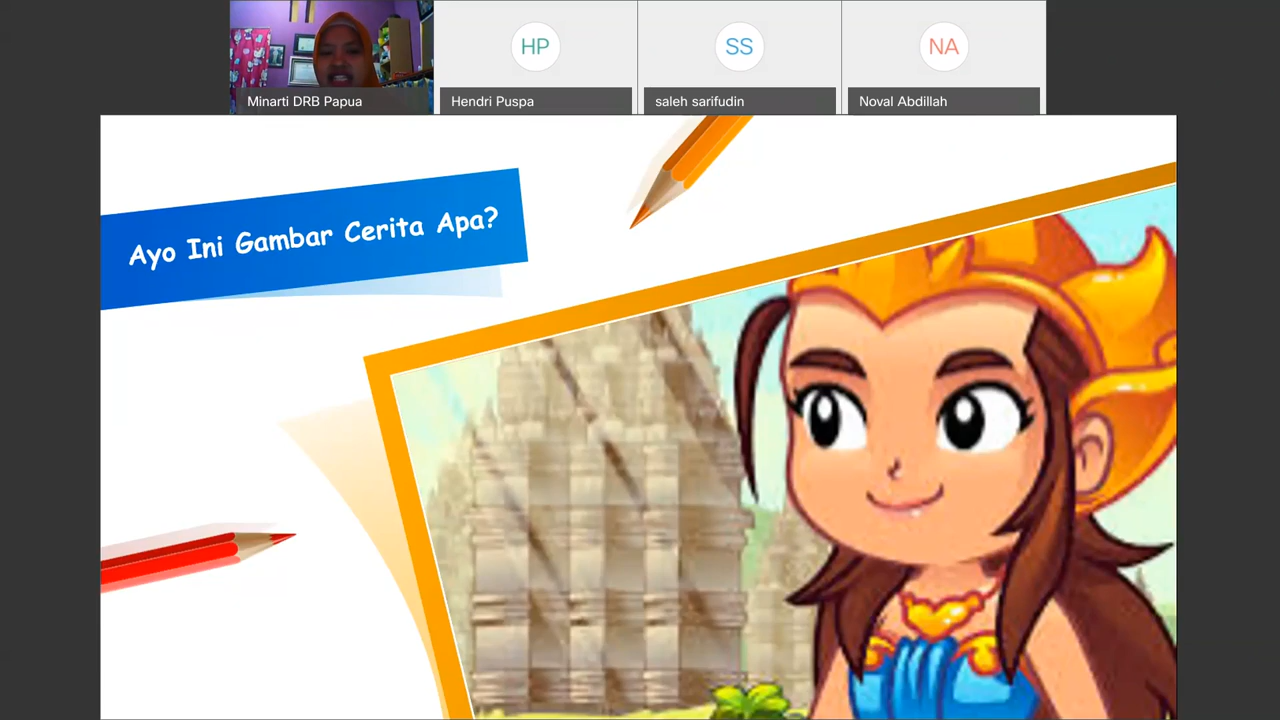 HP
SS
NA
Minarti DRB Papua
Hendri Puspa
saleh sarifudin
Noval Abdillah
Ayo Ini Gambar Cerita Apa?